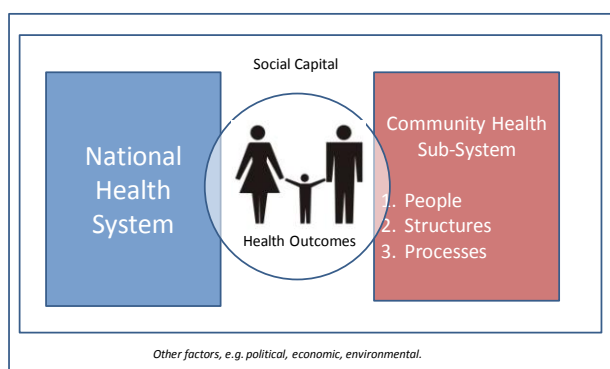 Social Capital
National
Health
System
Health Outcomes
Community Health
Sub-System
1. People
2. Structures
3. Processes
Other factors, e.g. political, economic, environmental.